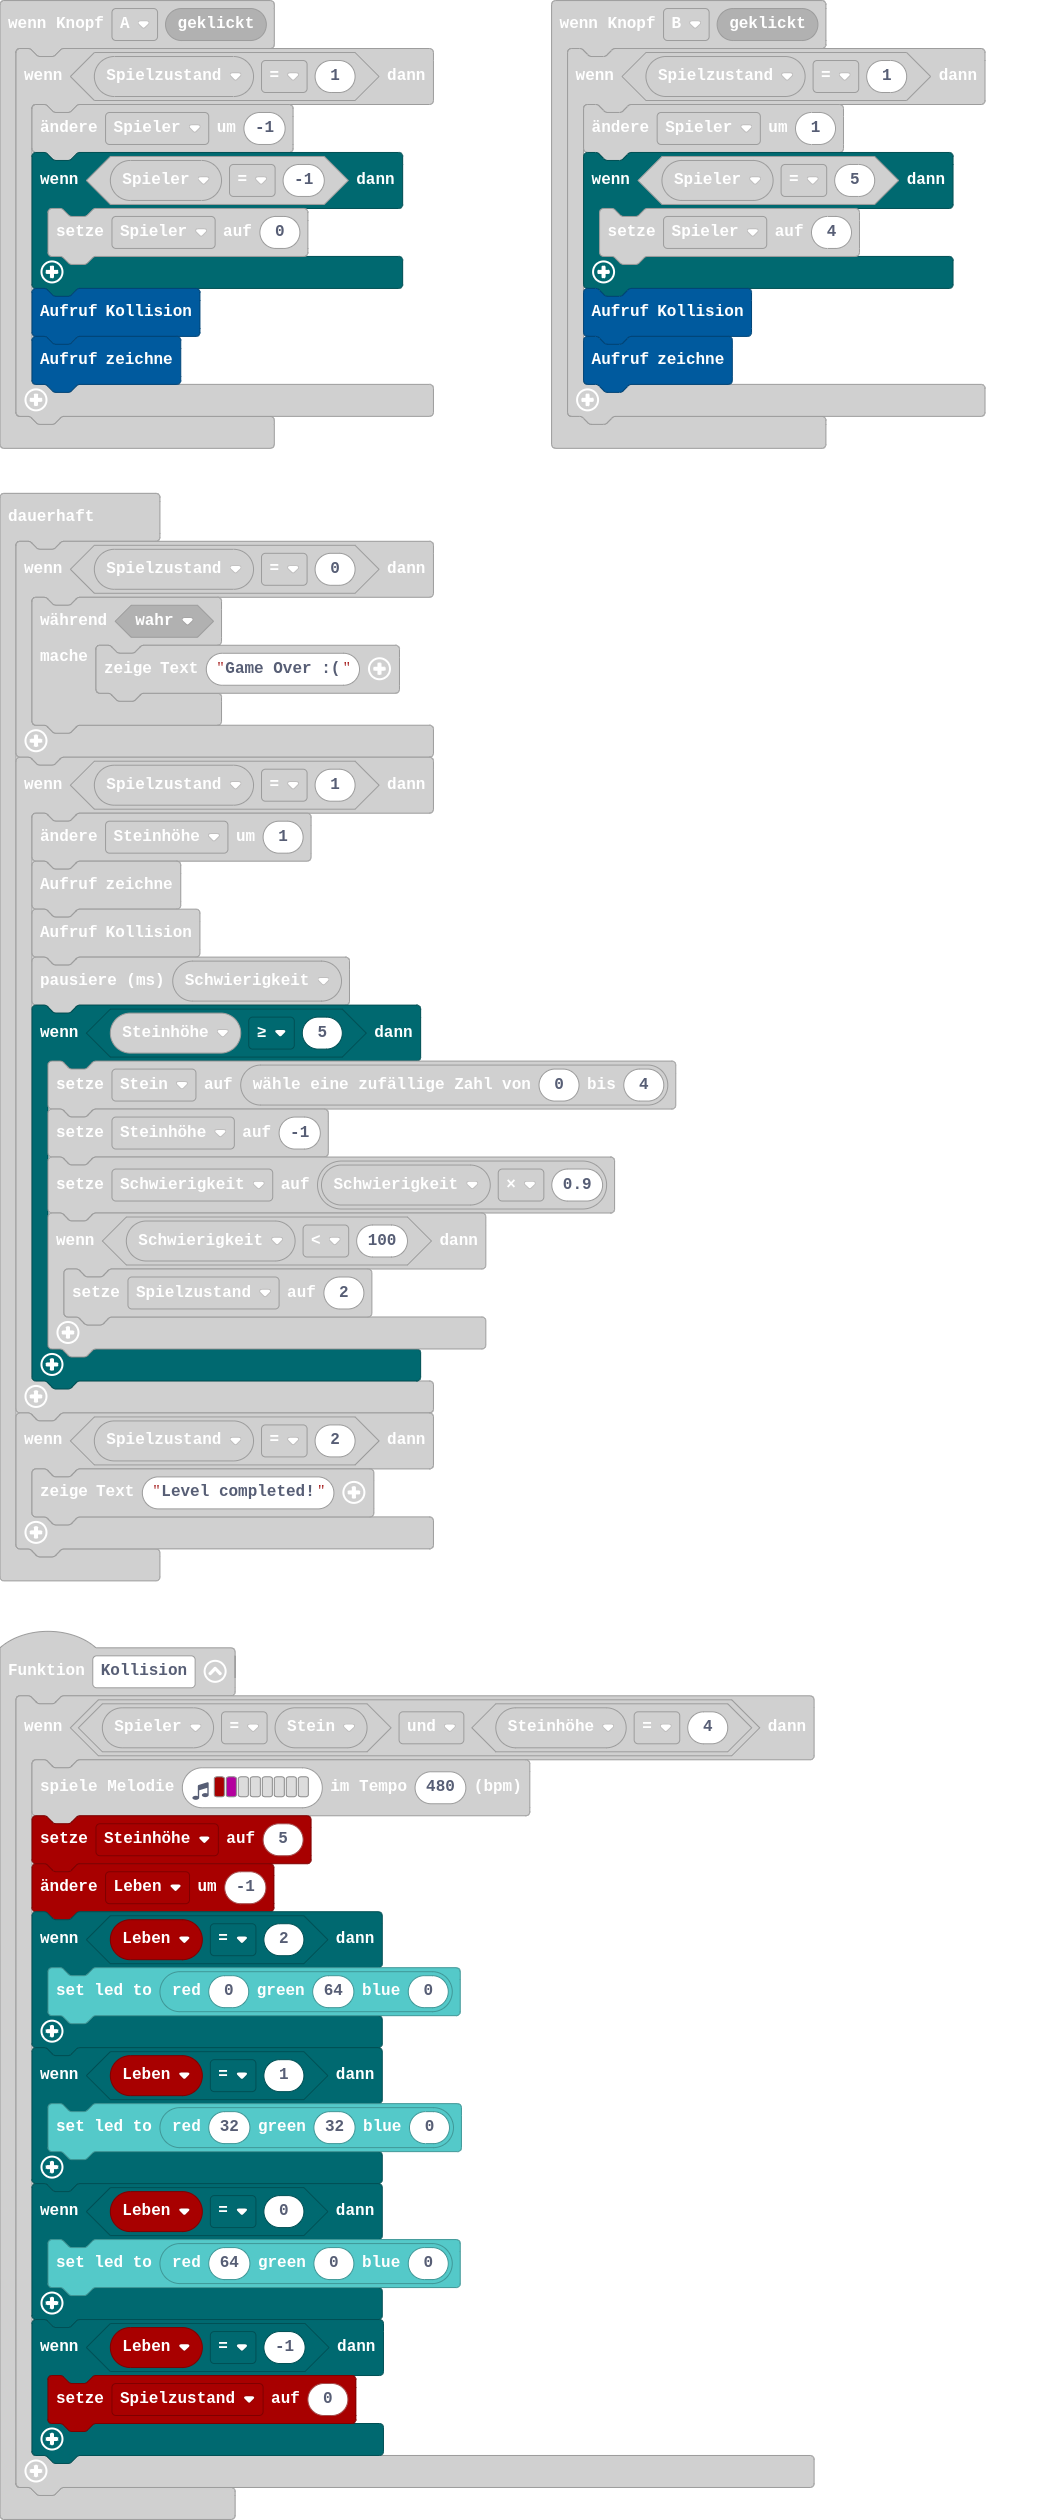 wenn Knopf A geklickt
wenn Spielzustand = 1 dann
ändere Spieler um -1
wenn Spieler = -1 dann
setze Spieler auf 0
Aufruf Kollision
Aufruf zeichne
wenn Knopf B geklickt
wenn Spielzustand = 1 dann
ändere Spieler um 1
wenn Spieler = 5 dann
setze Spieler auf 4
Aufruf Kollision
Aufruf zeichne
dauerhaft
wenn Spielzustand = 0 dann
während wahr
mache zeige Text "Game Over :("
wenn Spielzustand = 1 dann
ändere Steinhöhe um 1
Aufruf zeichne
Aufruf Kollision
pausiere (ms) Schwierigkeit
wenn Steinhöhe ≥ 5 dann
setze Stein auf wähle eine zufällige Zahl von 0 bis 4
setze Steinhöhe auf -1
setze Schwierigkeit auf Schwierigkeit × 0.9
wenn Schwierigkeit < 100 dann
setze Spielzustand auf 2
wenn Spielzustand = 2 dann
zeige Text "Level completed!"
Funktion Kollision
wenn Spieler = Stein und Steinhöhe = 4 dann
spiele Melodie im Tempo 480 (bpm)
setze Steinhöhe auf 5
ändere Leben um -1
wenn Leben = 2 dann
set led to red 0 green 64 blue 0
wenn Leben = 1 dann
set led to red 32 green 32 blue 0
wenn Leben = 0 dann
set led to red 64 green 0 blue 0
wenn Leben = -1 dann
setze Spielzustand auf 0